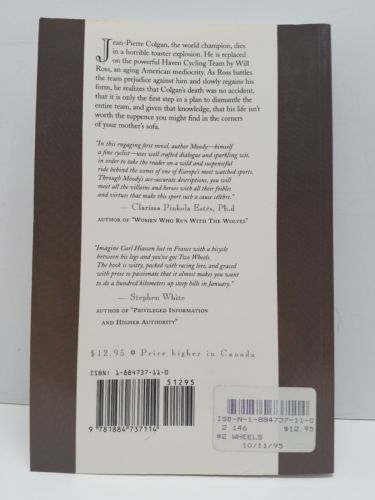 Jean-Pierre Colgan, the world champion, dies
in a horrible toaster explosion. He is replaced
on the powerful Haven Cycling Team by Will
Ross, an aging American mediocrity. As Ross battles
the team prejudice against him and slowly regains his
form, he realizes that Colgan's death was no accident,
that it is only the first step in a plan to dismantle the
entire team, and given that knowledge, that his life isn't
worth the tuppence you might find in the corners
of your mother's sofa.
"In this engaging first novel, author Moody—himself
a fine cyclist—uses well crafted dialogue and sparkling wit,
in order to take the reader on a wild and suspenseful
ride behind the scenes of one of Europe's most watched sports.
Through Moody's ace-accurate descriptions, you will
meet all the villains and heroes with all their foibles
and virtues that make this sport such a cause célèbre."
— Clarissa Pinkola Estés, Ph.d
AUTHOR OF "WOMEN WHO RUN WITH THE WOLVES"
"Imagine Carl Hiassen lost in France with a bicycle
between his legs and you've got Two Wheels.
The book is witty, packed with racing lore, and graced
with prose so passionate that it almost makes you want
to do a hundred kilometers up steep hills in January."
— Stephen White
AUTHOR OF "PRIVILEGED INFORMATION
AND HIGHER AUTHORITY"
$12.95 Price higher in Canada
ISBN: 1-884737-11-0
51295
9 781884 737114
ISBN-N-1-884737-11-0
2 146 $12.95
#2 WHEELS
10/11/95